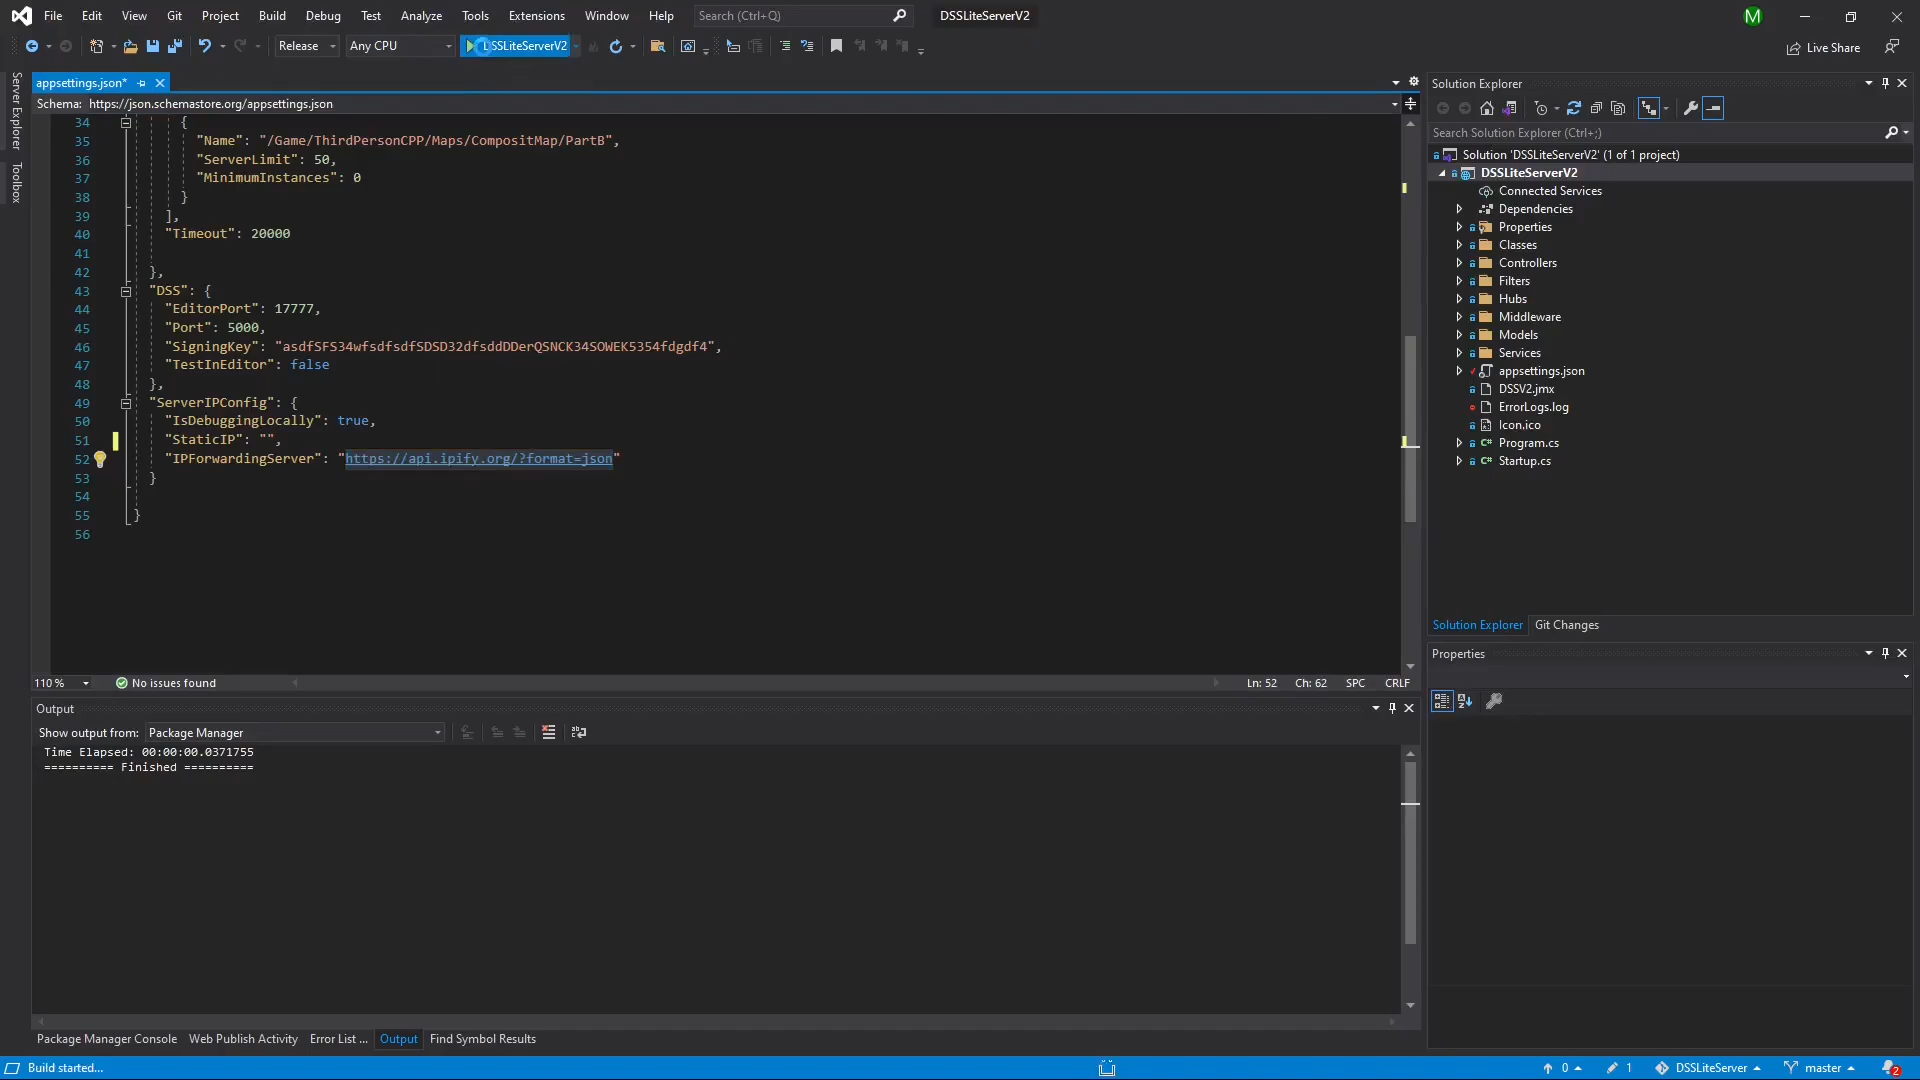 File Edit View Git Project Build Debug Test Analyze Tools Extensions Window Help Search (Ctrl+Q) DSSLiteServerV2 M
Release Any CPU DSSLiteServerV2 Live Share
Server Explorer
Toolbox
appsettings.json*
Schema: https://json.schemastore.org/appsettings.json
34 {
35 "Name": "/Game/ThirdPersonCPP/Maps/CompositMap/PartB",
36 "ServerLimit": 50,
37 "MinimumInstances": 0
38 }
39 ],
40 "Timeout": 20000
41
42 },
43 "DSS": {
44 "EditorPort": 17777,
45 "Port": 5000,
46 "SigningKey": "asdfSFS34wfsdfsdfSDSD32dfsddDDerQSNCK34SOWEK5354fdgdf4",
47 "TestInEditor": false
48 },
49 "ServerIPConfig": {
50 "IsDebuggingLocally": true,
51 "StaticIP": "",
52 "IPForwardingServer": "https://api.ipify.org/?format=json"
53 }
54
55 }
56
110 % No issues found Ln: 52 Ch: 62 SPC CRLF
Output
Show output from: Package Manager
Time Elapsed: 00:00:00.0371755
========== Finished ==========
Package Manager Console Web Publish Activity Error List ... Output Find Symbol Results
Solution Explorer
Search Solution Explorer (Ctrl+;)
Solution 'DSSLiteServerV2' (1 of 1 project)
DSSLiteServerV2
Connected Services
Dependencies
Properties
Classes
Controllers
Filters
Hubs
Middleware
Models
Services
appsettings.json
DSSV2.jmx
ErrorLogs.log
Icon.ico
Program.cs
Startup.cs
Solution Explorer Git Changes
Properties
Build started... 0 1 DSSLiteServer master 2